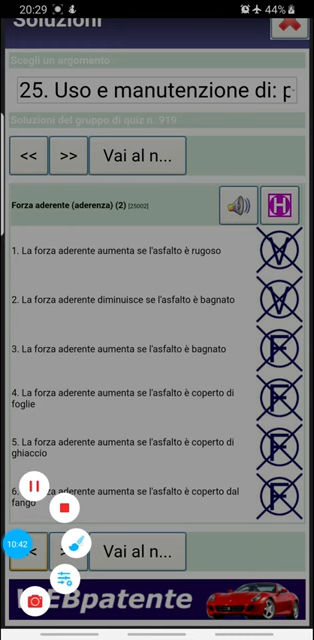 20:29 44%
Soluzioni
Scegli un argomento
25. Uso e manutenzione di: p
Soluzioni del gruppo di quiz n. 919
<< >> Vai al n...
Forza aderente (aderenza) (2) [25002]
H
1. La forza aderente aumenta se l'asfalto è rugoso
V
2. La forza aderente diminuisce se l'asfalto è bagnato
V
3. La forza aderente aumenta se l'asfalto è bagnato
F
4. La forza aderente aumenta se l'asfalto è coperto di
foglie
F
5. La forza aderente aumenta se l'asfalto è coperto di
ghiaccio
F
6. za aderente aumenta se l'asfalto è coperto dal
fango
F
10:42
Vai al n...
EBpatente